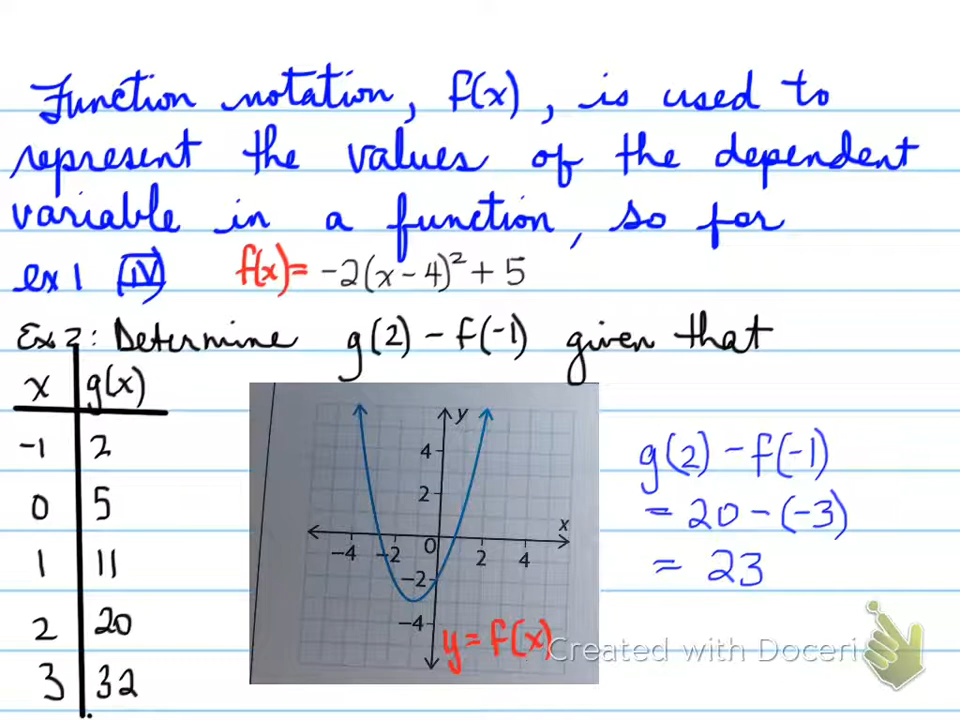 Function notation, f(x), is used to
represent the values of the dependent
variable in a function, so for
ex 1 (iv) f(x) = -2(x - 4)² + 5
Ex 2: Determine g(2) - f(-1) given that
x g(x)
-1 2
0 5
1 11
2 20
3 32
y
4
2
x
-4 -2 0 2 4
-2
-4
y = f(x)
g(2) - f(-1)
= 20 - (-3)
= 23
Created with Doceri